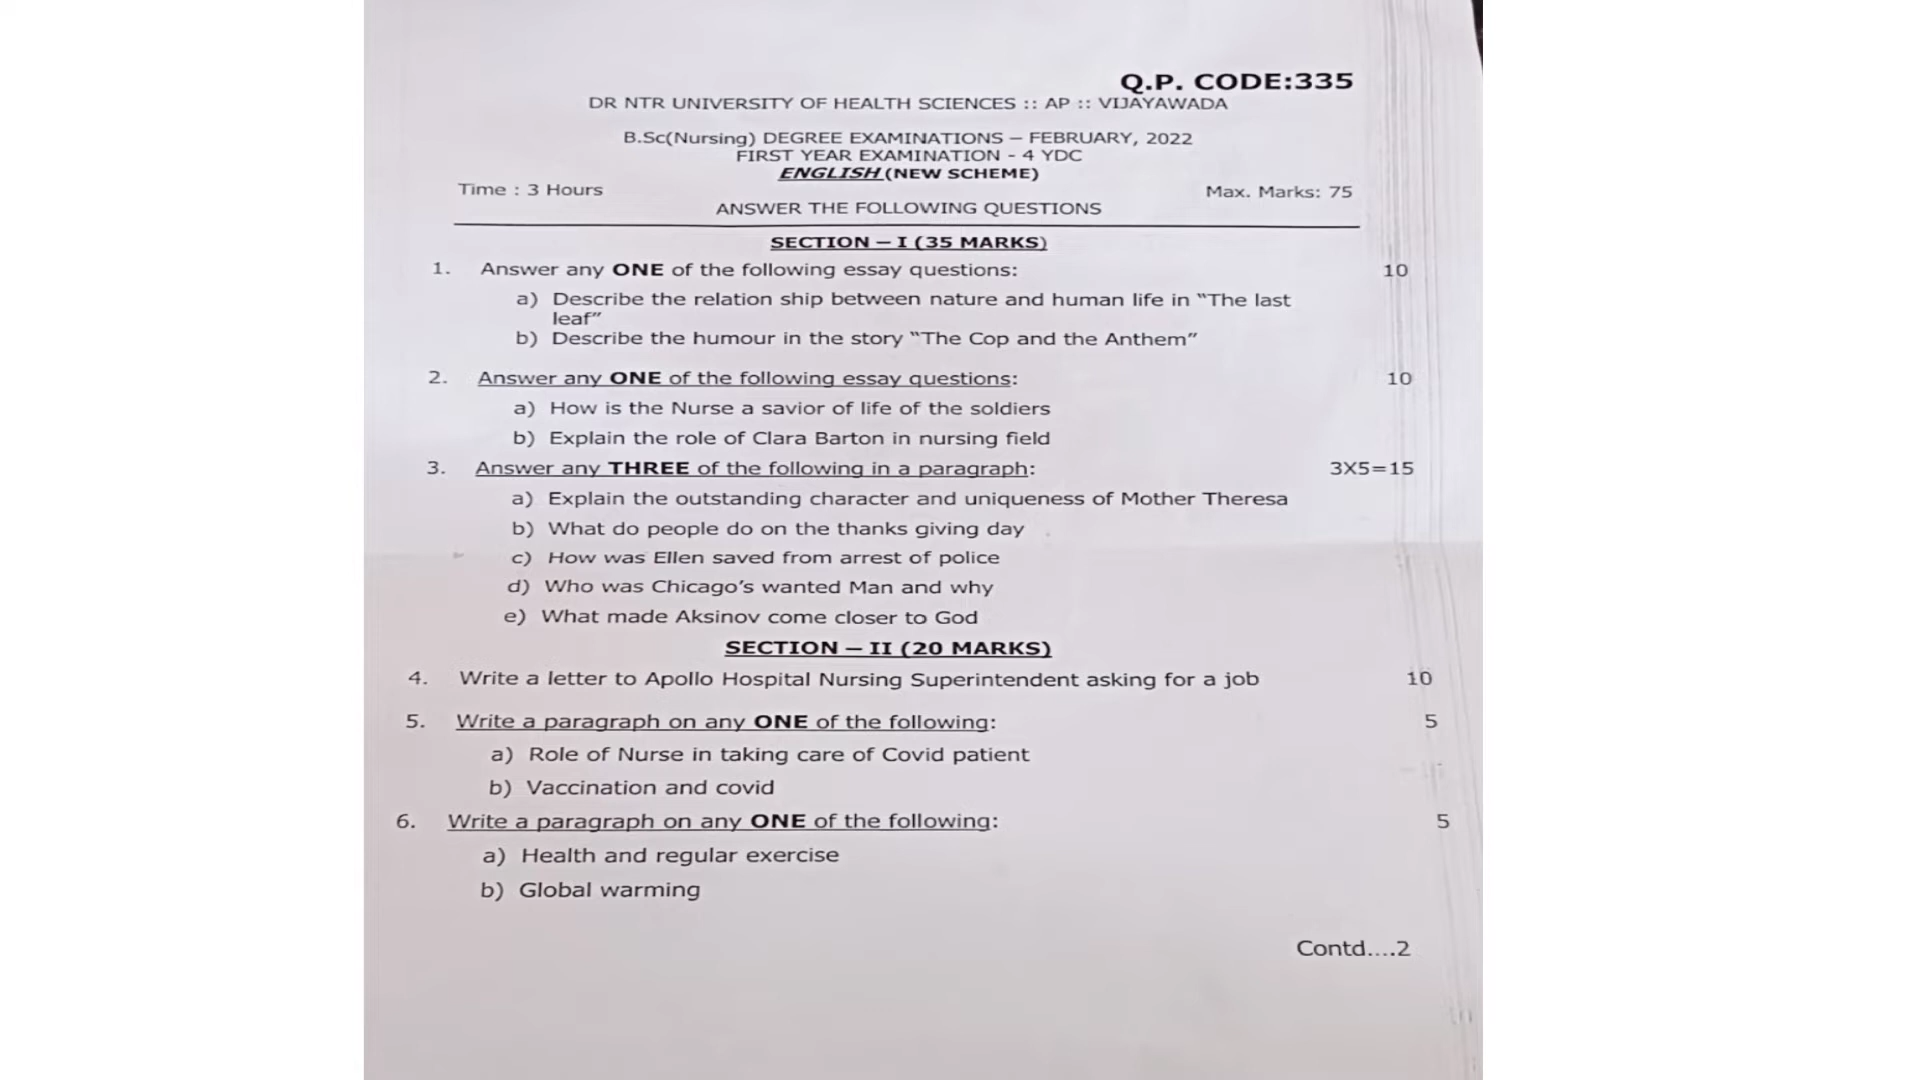 Q.P. CODE:335
DR NTR UNIVERSITY OF HEALTH SCIENCES :: AP :: VIJAYAWADA
B.Sc(Nursing) DEGREE EXAMINATIONS – FEBRUARY, 2022
FIRST YEAR EXAMINATION - 4 YDC
ENGLISH (NEW SCHEME)
Time : 3 Hours Max. Marks: 75
ANSWER THE FOLLOWING QUESTIONS
SECTION – I (35 MARKS)
1. Answer any ONE of the following essay questions: 10
a) Describe the relation ship between nature and human life in “The last
leaf”
b) Describe the humour in the story “The Cop and the Anthem”
2. Answer any ONE of the following essay questions: 10
a) How is the Nurse a savior of life of the soldiers
b) Explain the role of Clara Barton in nursing field
3. Answer any THREE of the following in a paragraph: 3X5=15
a) Explain the outstanding character and uniqueness of Mother Theresa
b) What do people do on the thanks giving day
c) How was Ellen saved from arrest of police
d) Who was Chicago’s wanted Man and why
e) What made Aksinov come closer to God
SECTION – II (20 MARKS)
4. Write a letter to Apollo Hospital Nursing Superintendent asking for a job 10
5. Write a paragraph on any ONE of the following: 5
a) Role of Nurse in taking care of Covid patient
b) Vaccination and covid
6. Write a paragraph on any ONE of the following: 5
a) Health and regular exercise
b) Global warming
Contd....2